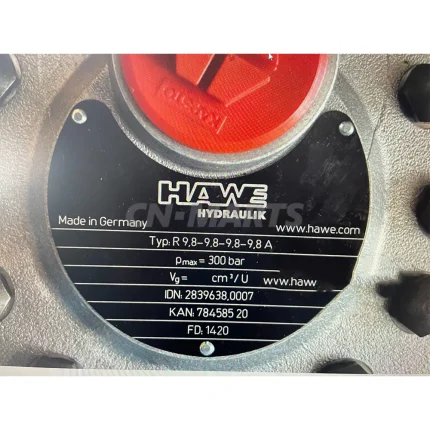 HAWE
HYDRAULIK
CN-MARTS
Made in Germany
www.hawe.com
Typ: R 9,8-9.8-9,8-9,8 A
pmax = 300 bar
Vg = cm³/U
www.haw
IDN: 2839638,0007
KAN: 784585 20
FD: 1420